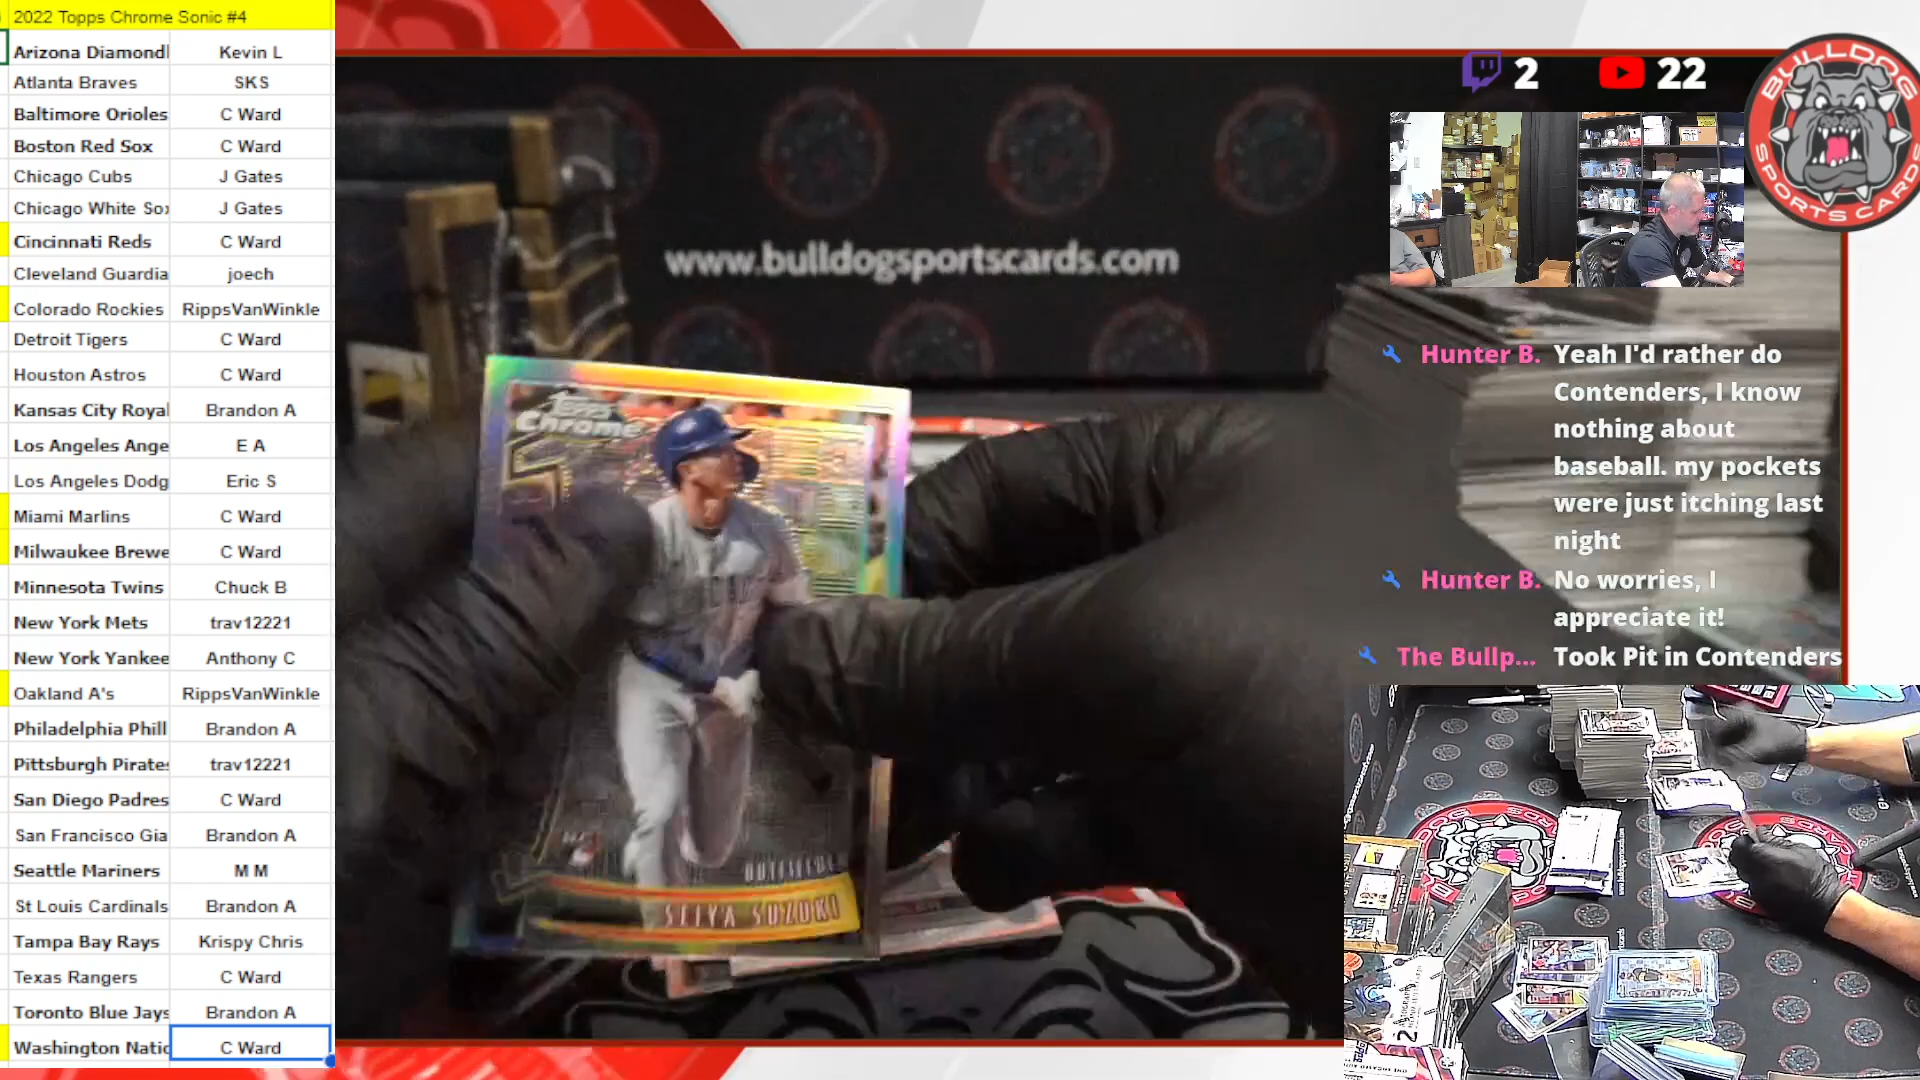 2022 Topps Chrome Sonic #4
Arizona Diamond Kevin L
Atlanta Braves SKS
Baltimore Orioles C Ward
Boston Red Sox C Ward
Chicago Cubs J Gates
Chicago White So J Gates
Cincinnati Reds C Ward
Cleveland Guardia joech
Colorado Rockies RippsVanWinkle
Detroit Tigers C Ward
Houston Astros C Ward
Kansas City Royal Brandon A
Los Angeles Ange E A
Los Angeles Dodg Eric S
Miami Marlins C Ward
Milwaukee Brewe C Ward
Minnesota Twins Chuck B
New York Mets trav12221
New York Yankee Anthony C
Oakland A's RippsVanWinkle
Philadelphia Phill Brandon A
Pittsburgh Pirates trav12221
San Diego Padres C Ward
San Francisco Gia Brandon A
Seattle Mariners M M
St Louis Cardinals Brandon A
Tampa Bay Rays Krispy Chris
Texas Rangers C Ward
Toronto Blue Jays Brandon A
Washington Natio C Ward
www.bulldogsportscards.com
Topps
Chrome
OUTFIELD
SEIYA SUZUKI
2 22
BULLDOG
SPORTS CARDS
Hunter B. Yeah I'd rather do
Contenders, I know
nothing about
baseball. my pockets
were just itching last
night
Hunter B. No worries, I
appreciate it!
The Bullp... Took Pit in Contenders